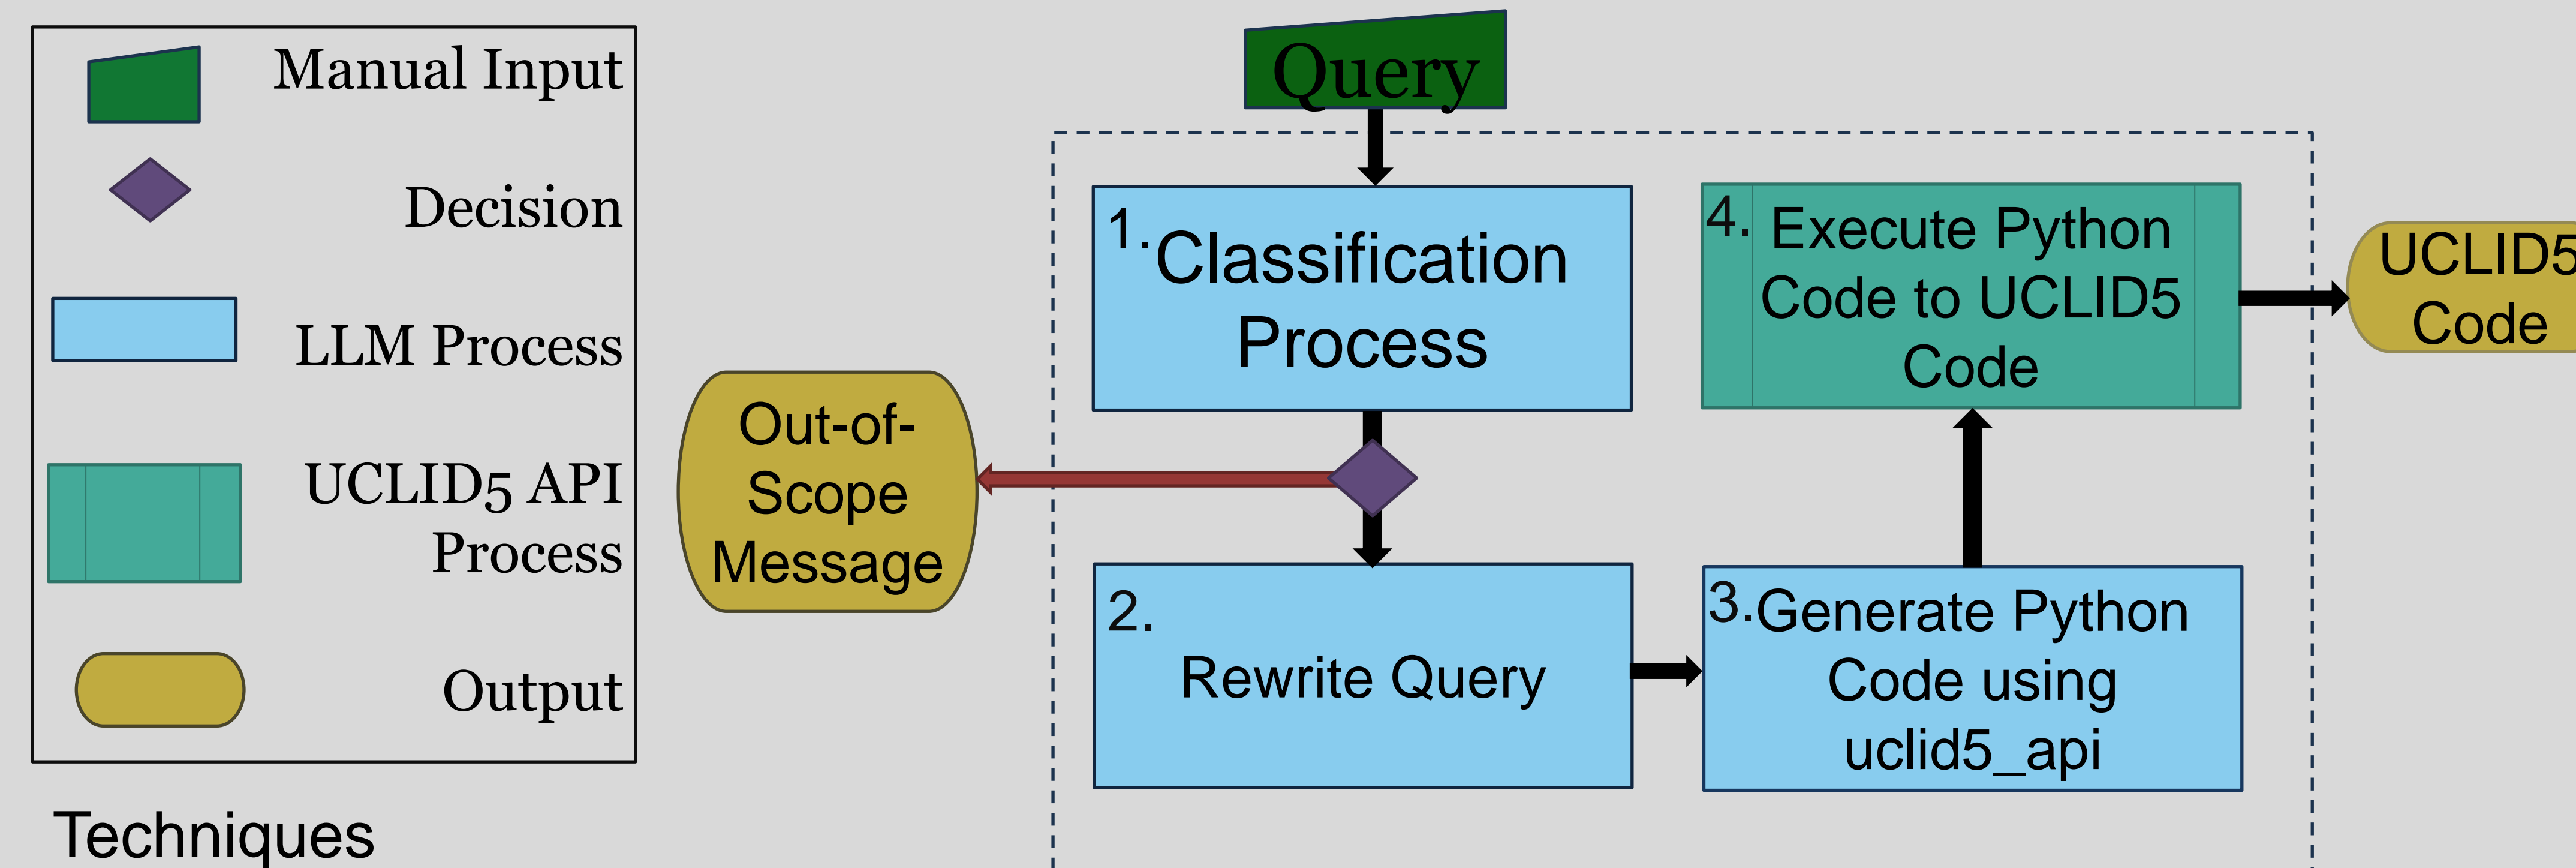 Manual Input
Decision
LLM Process
UCLID5 API
Process
Output
Techniques
Query
1.
Classification
Process
Out-of-
Scope
Message
2.
Rewrite Query
3.
Generate Python
Code using
uclid5_api
4.
Execute Python
Code to UCLID5
Code
UCLID5
Code